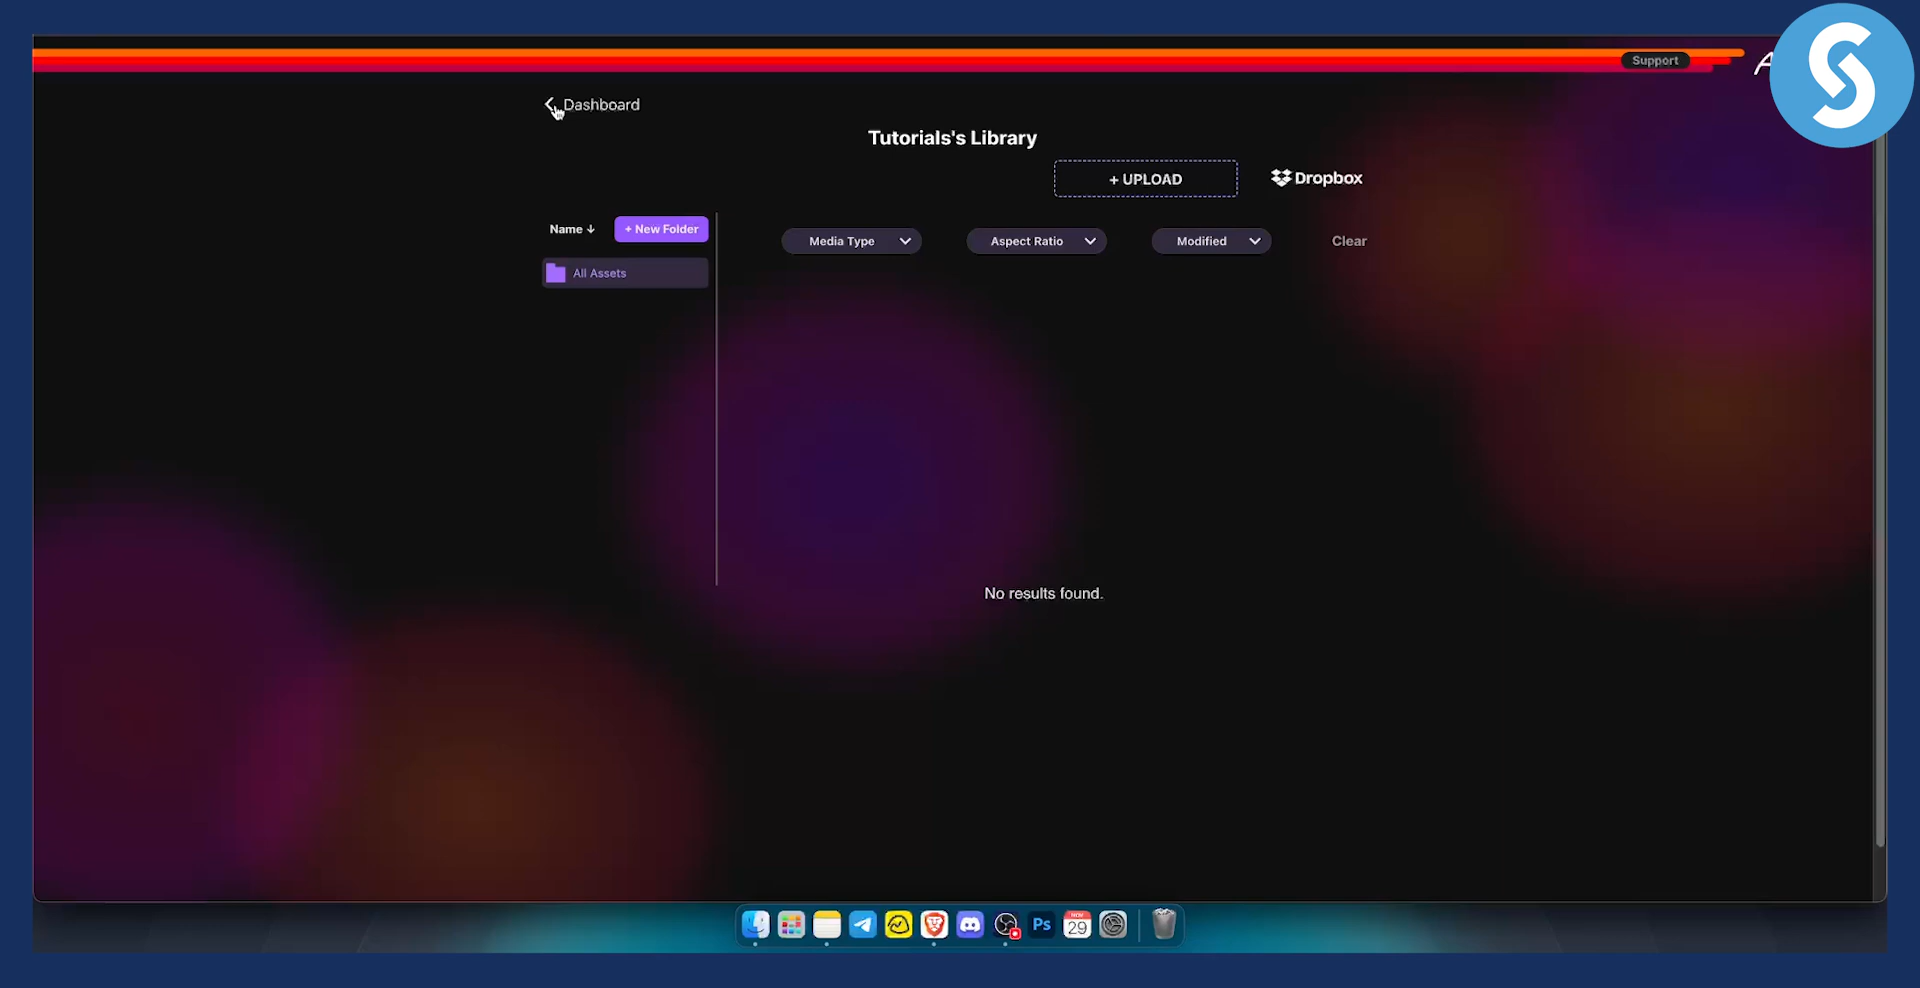 Support
Dashboard
Tutorials's Library
+ UPLOAD
Dropbox
Name ↓
+ New Folder
Media Type
Aspect Ratio
Modified
Clear
All Assets
No results found.
Ps
NOV
29